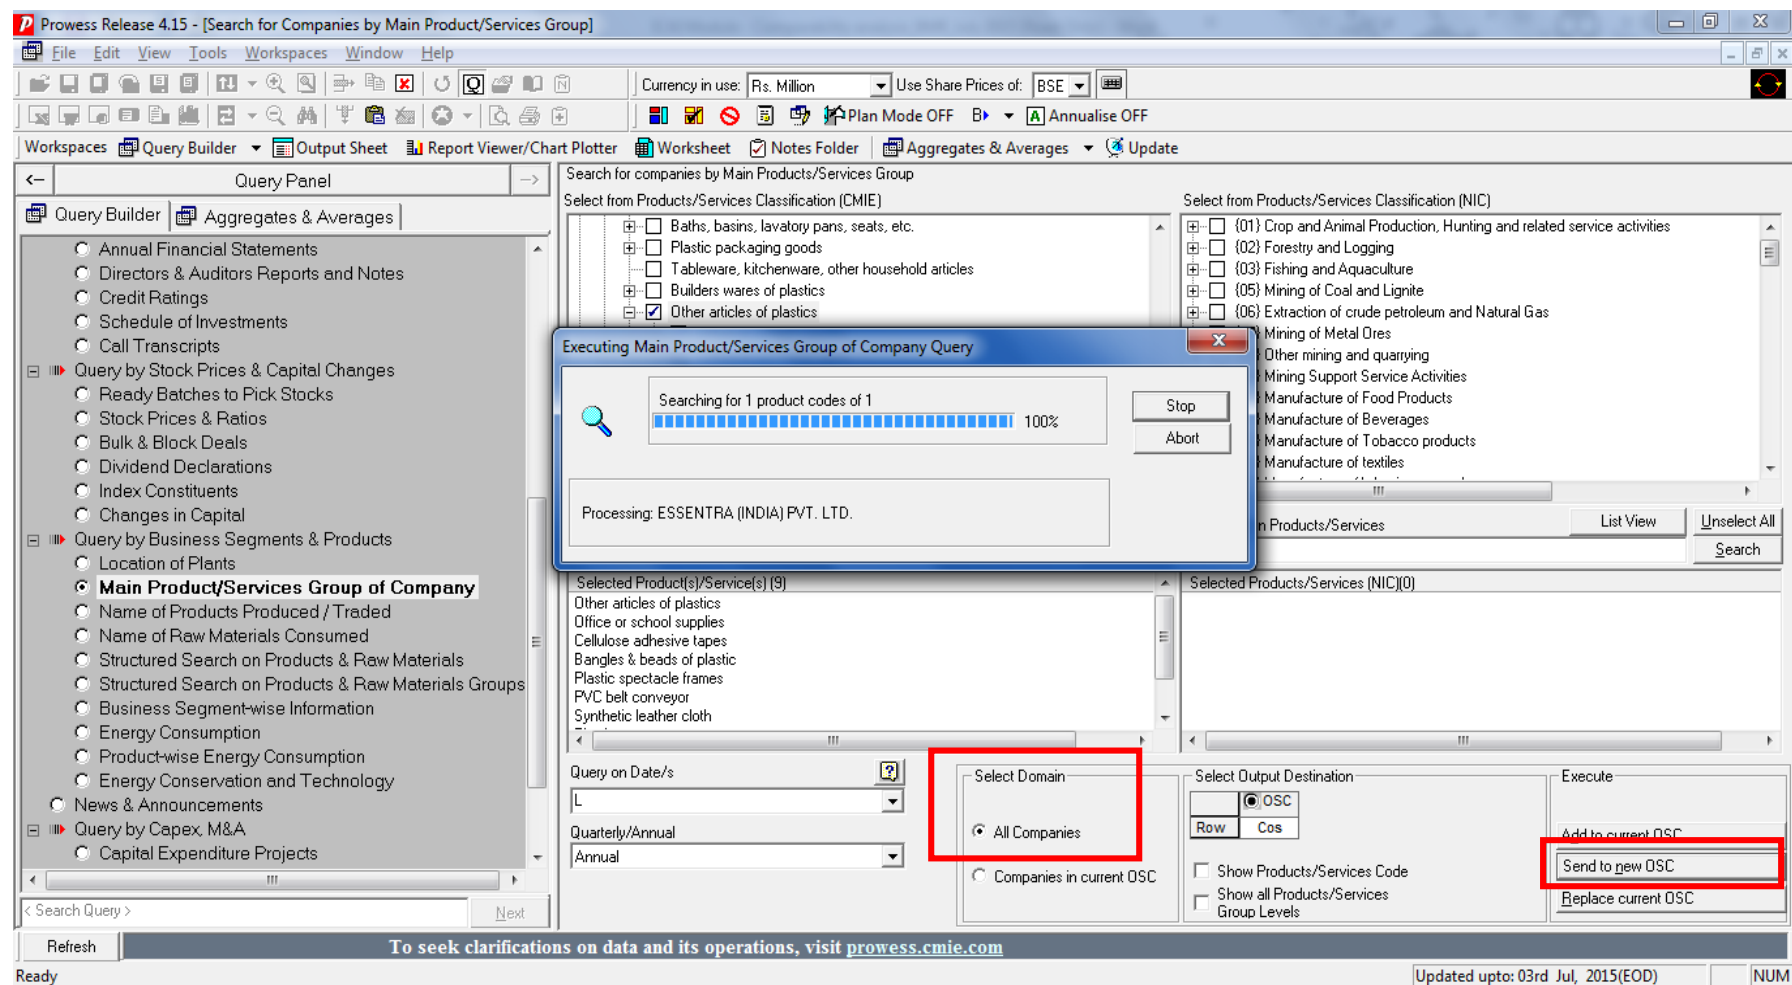 Prowess Release 4.15 - [Search for Companies by Main Product/Services Group]
File Edit View Tools Workspaces Window Help
Currency in use: Rs. Million Use Share Prices of: BSE
Plan Mode OFF B A Annualise OFF
Workspaces Query Builder Output Sheet Report Viewer/Chart Plotter Worksheet Notes Folder Aggregates & Averages Update
<-- Query Panel -->
Query Builder Aggregates & Averages
Annual Financial Statements
Directors & Auditors Reports and Notes
Credit Ratings
Schedule of Investments
Call Transcripts
Query by Stock Prices & Capital Changes
Ready Batches to Pick Stocks
Stock Prices & Ratios
Bulk & Block Deals
Dividend Declarations
Index Constituents
Changes in Capital
Query by Business Segments & Products
Location of Plants
Main Product/Services Group of Company
Name of Products Produced / Traded
Name of Raw Materials Consumed
Structured Search on Products & Raw Materials
Structured Search on Products & Raw Materials Groups
Business Segment-wise Information
Energy Consumption
Product-wise Energy Consumption
Energy Conservation and Technology
News & Announcements
Query by Capex, M&A
Capital Expenditure Projects
< Search Query > Next
Search for companies by Main Products/Services Group
Select from Products/Services Classification (CMIE)
Baths, basins, lavatory pans, seats, etc.
Plastic packaging goods
Tableware, kitchenware, other household articles
Builders wares of plastics
Other articles of plastics
Select from Products/Services Classification (NIC)
{01} Crop and Animal Production, Hunting and related service activities
{02} Forestry and Logging
{03} Fishing and Aquaculture
{05} Mining of Coal and Lignite
{06} Extraction of crude petroleum and Natural Gas
Mining of Metal Ores
Other mining and quarrying
Mining Support Service Activities
Manufacture of Food Products
Manufacture of Beverages
Manufacture of Tobacco products
Manufacture of textiles
Executing Main Product/Services Group of Company Query
Searching for 1 product codes of 1
100%
Stop
Abort
Processing: ESSENTRA (INDIA) PVT. LTD.
Products/Services List View Unselect All
Search
Selected Product(s)/Service(s) (9)
Other articles of plastics
Office or school supplies
Cellulose adhesive tapes
Bangles & beads of plastic
Plastic spectacle frames
PVC belt conveyor
Synthetic leather cloth
Selected Products/Services (NIC)(0)
Query on Date/s
L
Quarterly/Annual
Annual
Select Domain
All Companies
Companies in current OSC
Select Output Destination
OSC
Row Cos
Show Products/Services Code
Show all Products/Services
Group Levels
Execute
Add to current OSC
Send to new OSC
Replace current OSC
Refresh To seek clarifications on data and its operations, visit prowess.cmie.com
Ready Updated upto: 03rd Jul, 2015(EOD) NUM